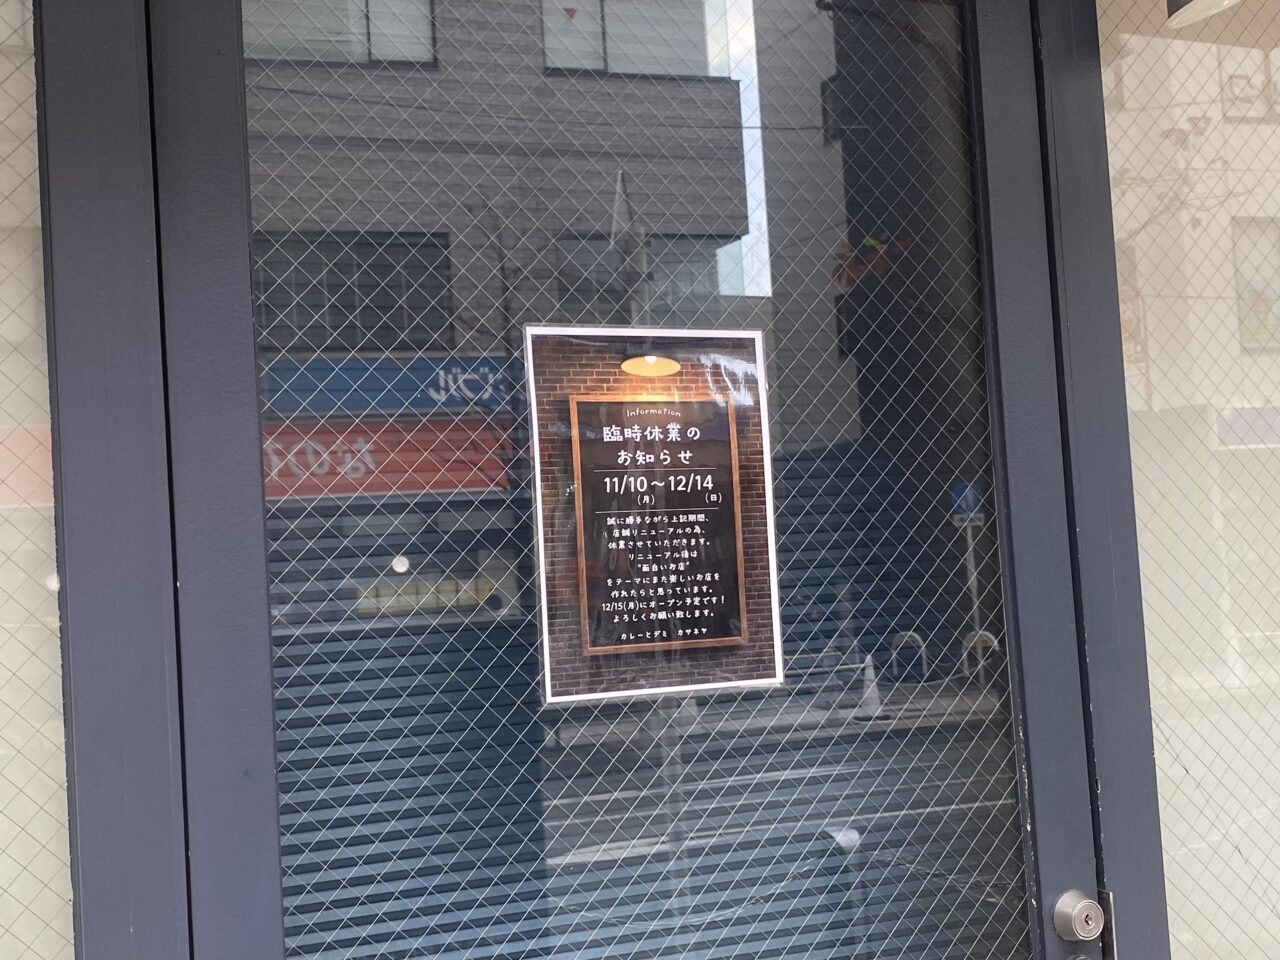 Information
臨時休業の
お知らせ
11/10～12/14
(月) (日)
誠に勝手ながら上記期間、
店舗リニューアルの為、
休業させていただきます。
リニューアル後は
"面白いお店"
をテーマにまた楽しいお店を
作れたらと思っています。
12/15(月)にオープン予定です！
よろしくお願い致します。
カレーとデミ カサネヤ